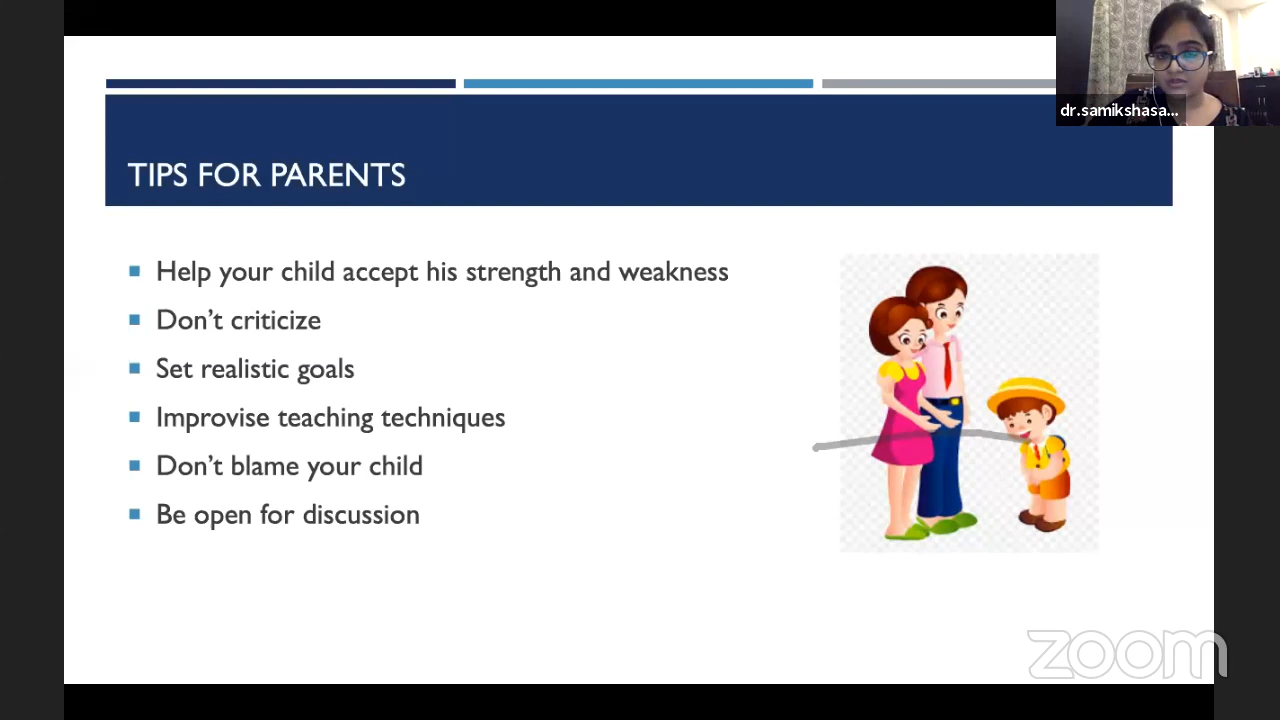 dr.samikshasa...
TIPS FOR PARENTS
Help your child accept his strength and weakness
Don't criticize
Set realistic goals
Improvise teaching techniques
Don't blame your child
Be open for discussion
zoom